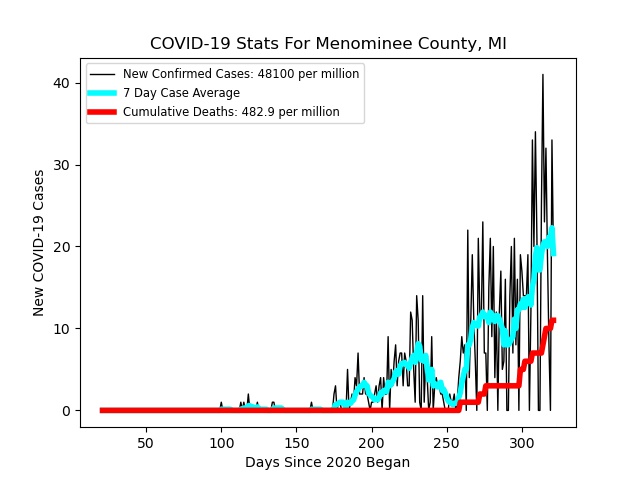 COVID-19 Stats For Menominee County, MI
New Confirmed Cases: 48100 per million
7 Day Case Average
Cumulative Deaths: 482.9 per million
New COVID-19 Cases
40
30
20
10
0
50
100
150
200
250
300
Days Since 2020 Began